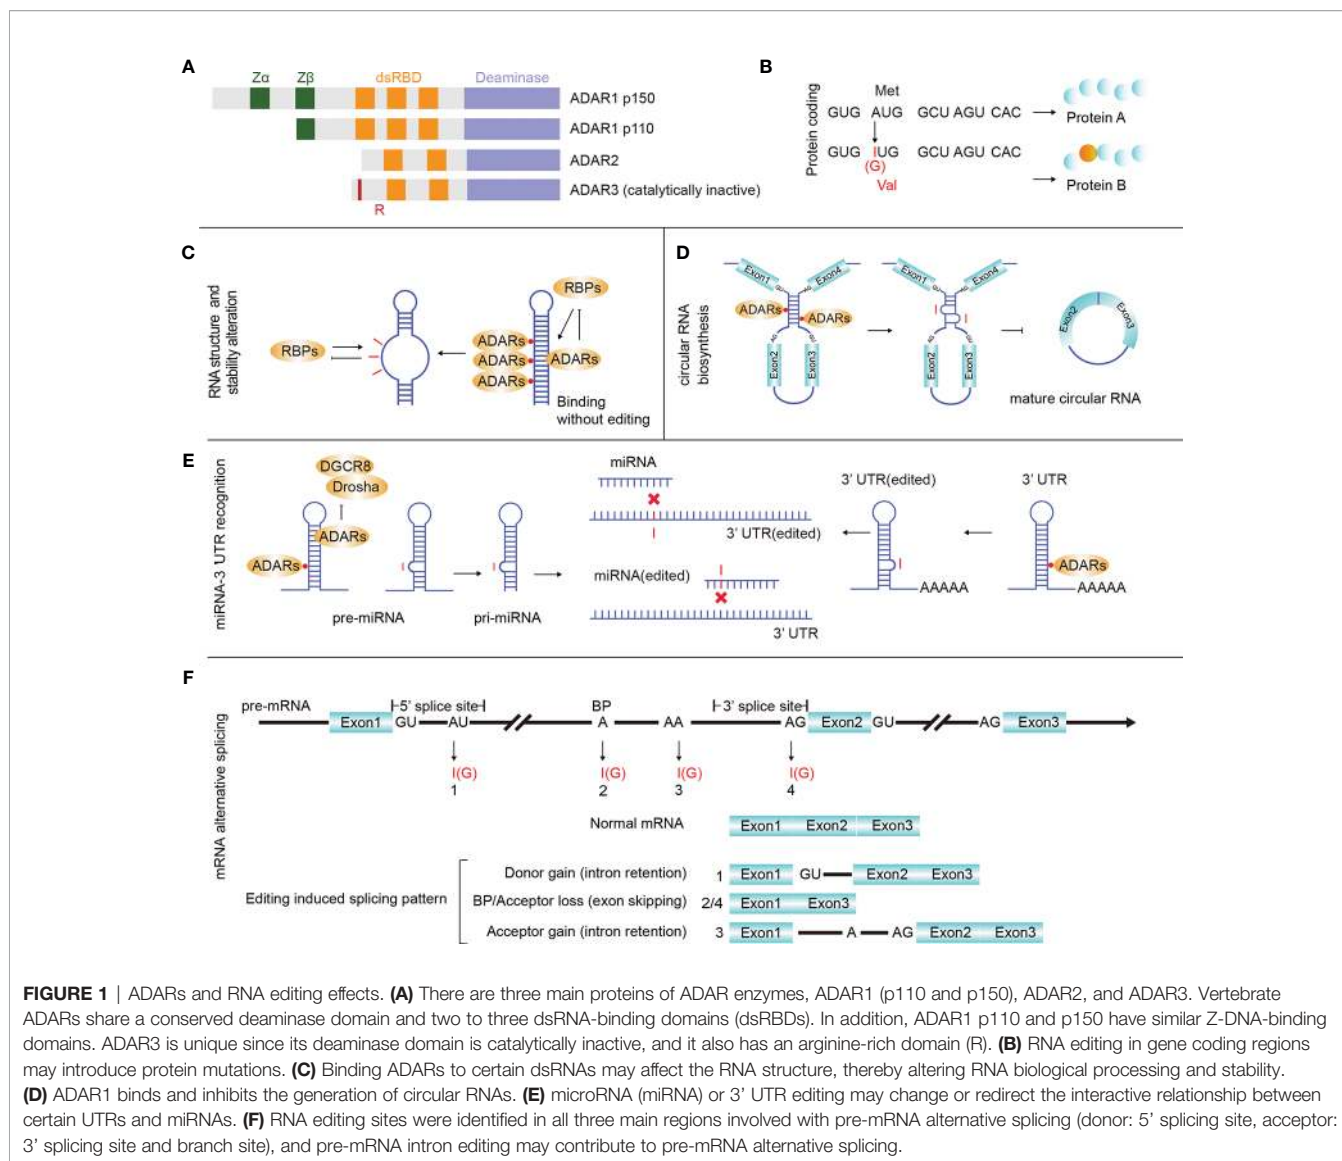 A
Zα Zβ dsRBD Deaminase
ADAR1 p150
ADAR1 p110
ADAR2
ADAR3 (catalytically inactive)
R
B
Protein coding
Met
GUG AUG GCU AGU CAC
Protein A
GUG IUG GCU AGU CAC
(G)
Val
Protein B
C
RNA structure and
stability alteration
RBPs
RBPs
ADARs
ADARs
ADARs
ADARs
Binding
without editing
D
circular RNA
biosynthesis
Exon1
Exon4
GU
AG
ADARs
ADARs
AG
GU
Exon2
Exon3
Exon1
Exon4
GU
AG
I
I
AG
GU
Exon2
Exon3
Exon2
Exon3
mature circular RNA
E
miRNA-3 UTR recognition
DGCR8
Drosha
ADARs
ADARs
I
I
pre-miRNA
pri-miRNA
miRNA
I
3' UTR(edited)
miRNA(edited)
I
3' UTR
3' UTR(edited)
I
AAAAA
3' UTR
ADARs
AAAAA
F
mRNA alternative splicing
pre-mRNA
5' splice site
BP
3' splice site
Exon1 GU AU A AA AG Exon2 GU AG Exon3
I(G) I(G) I(G) I(G)
1 2 3 4
Normal mRNA Exon1 Exon2 Exon3
Editing induced splicing pattern
Donor gain (intron retention) 1 Exon1 GU Exon2 Exon3
BP/Acceptor loss (exon skipping) 2/4 Exon1 Exon3
Acceptor gain (intron retention) 3 Exon1 A AG Exon2 Exon3
FIGURE 1 | ADARs and RNA editing effects. (A) There are three main proteins of ADAR enzymes, ADAR1 (p110 and p150), ADAR2, and ADAR3. Vertebrate
ADARs share a conserved deaminase domain and two to three dsRNA-binding domains (dsRBDs). In addition, ADAR1 p110 and p150 have similar Z-DNA-binding
domains. ADAR3 is unique since its deaminase domain is catalytically inactive, and it also has an arginine-rich domain (R). (B) RNA editing in gene coding regions
may introduce protein mutations. (C) Binding ADARs to certain dsRNAs may affect the RNA structure, thereby altering RNA biological processing and stability.
(D) ADAR1 binds and inhibits the generation of circular RNAs. (E) microRNA (miRNA) or 3' UTR editing may change or redirect the interactive relationship between
certain UTRs and miRNAs. (F) RNA editing sites were identified in all three main regions involved with pre-mRNA alternative splicing (donor: 5' splicing site, acceptor:
3' splicing site and branch site), and pre-mRNA intron editing may contribute to pre-mRNA alternative splicing.